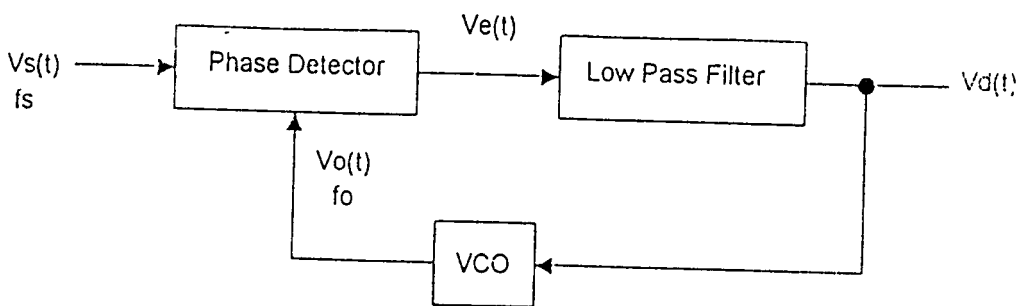 Ve(t)
Vs(t)
fs
Phase Detector
Low Pass Filter
Vd(t)
Vo(t)
fo
VCO